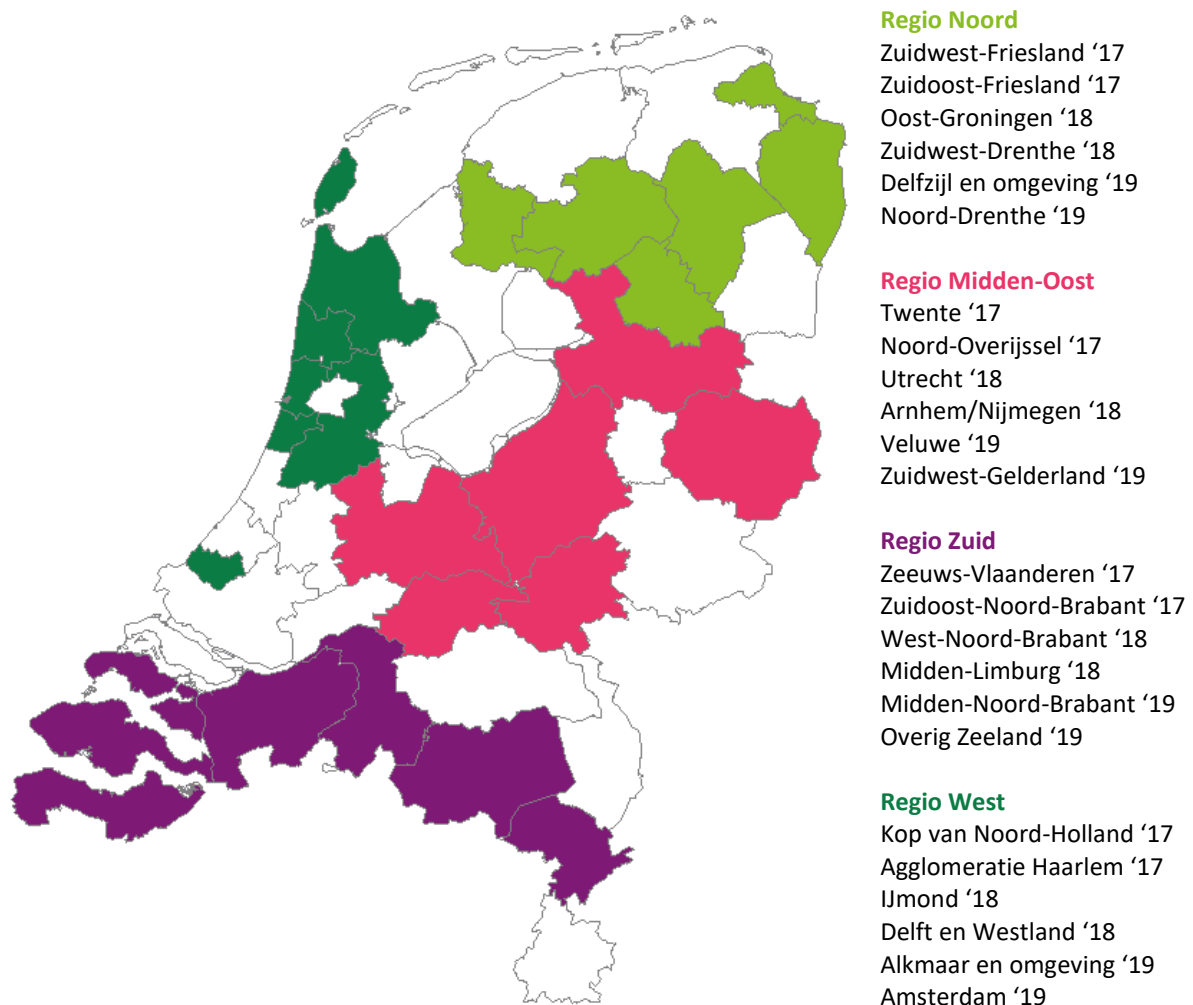 Regio Noord
Zuidwest-Friesland ‘17
Zuidoost-Friesland ‘17
Oost-Groningen ‘18
Zuidwest-Drenthe ‘18
Delfzijl en omgeving ‘19
Noord-Drenthe ‘19
Regio Midden-Oost
Twente ‘17
Noord-Overijssel ‘17
Utrecht ‘18
Arnhem/Nijmegen ‘18
Veluwe ‘19
Zuidwest-Gelderland ‘19
Regio Zuid
Zeeuws-Vlaanderen ‘17
Zuidoost-Noord-Brabant ‘17
West-Noord-Brabant ‘18
Midden-Limburg ‘18
Midden-Noord-Brabant ‘19
Overig Zeeland ‘19
Regio West
Kop van Noord-Holland ‘17
Agglomeratie Haarlem ‘17
IJmond ‘18
Delft en Westland ‘18
Alkmaar en omgeving ‘19
Amsterdam ‘19